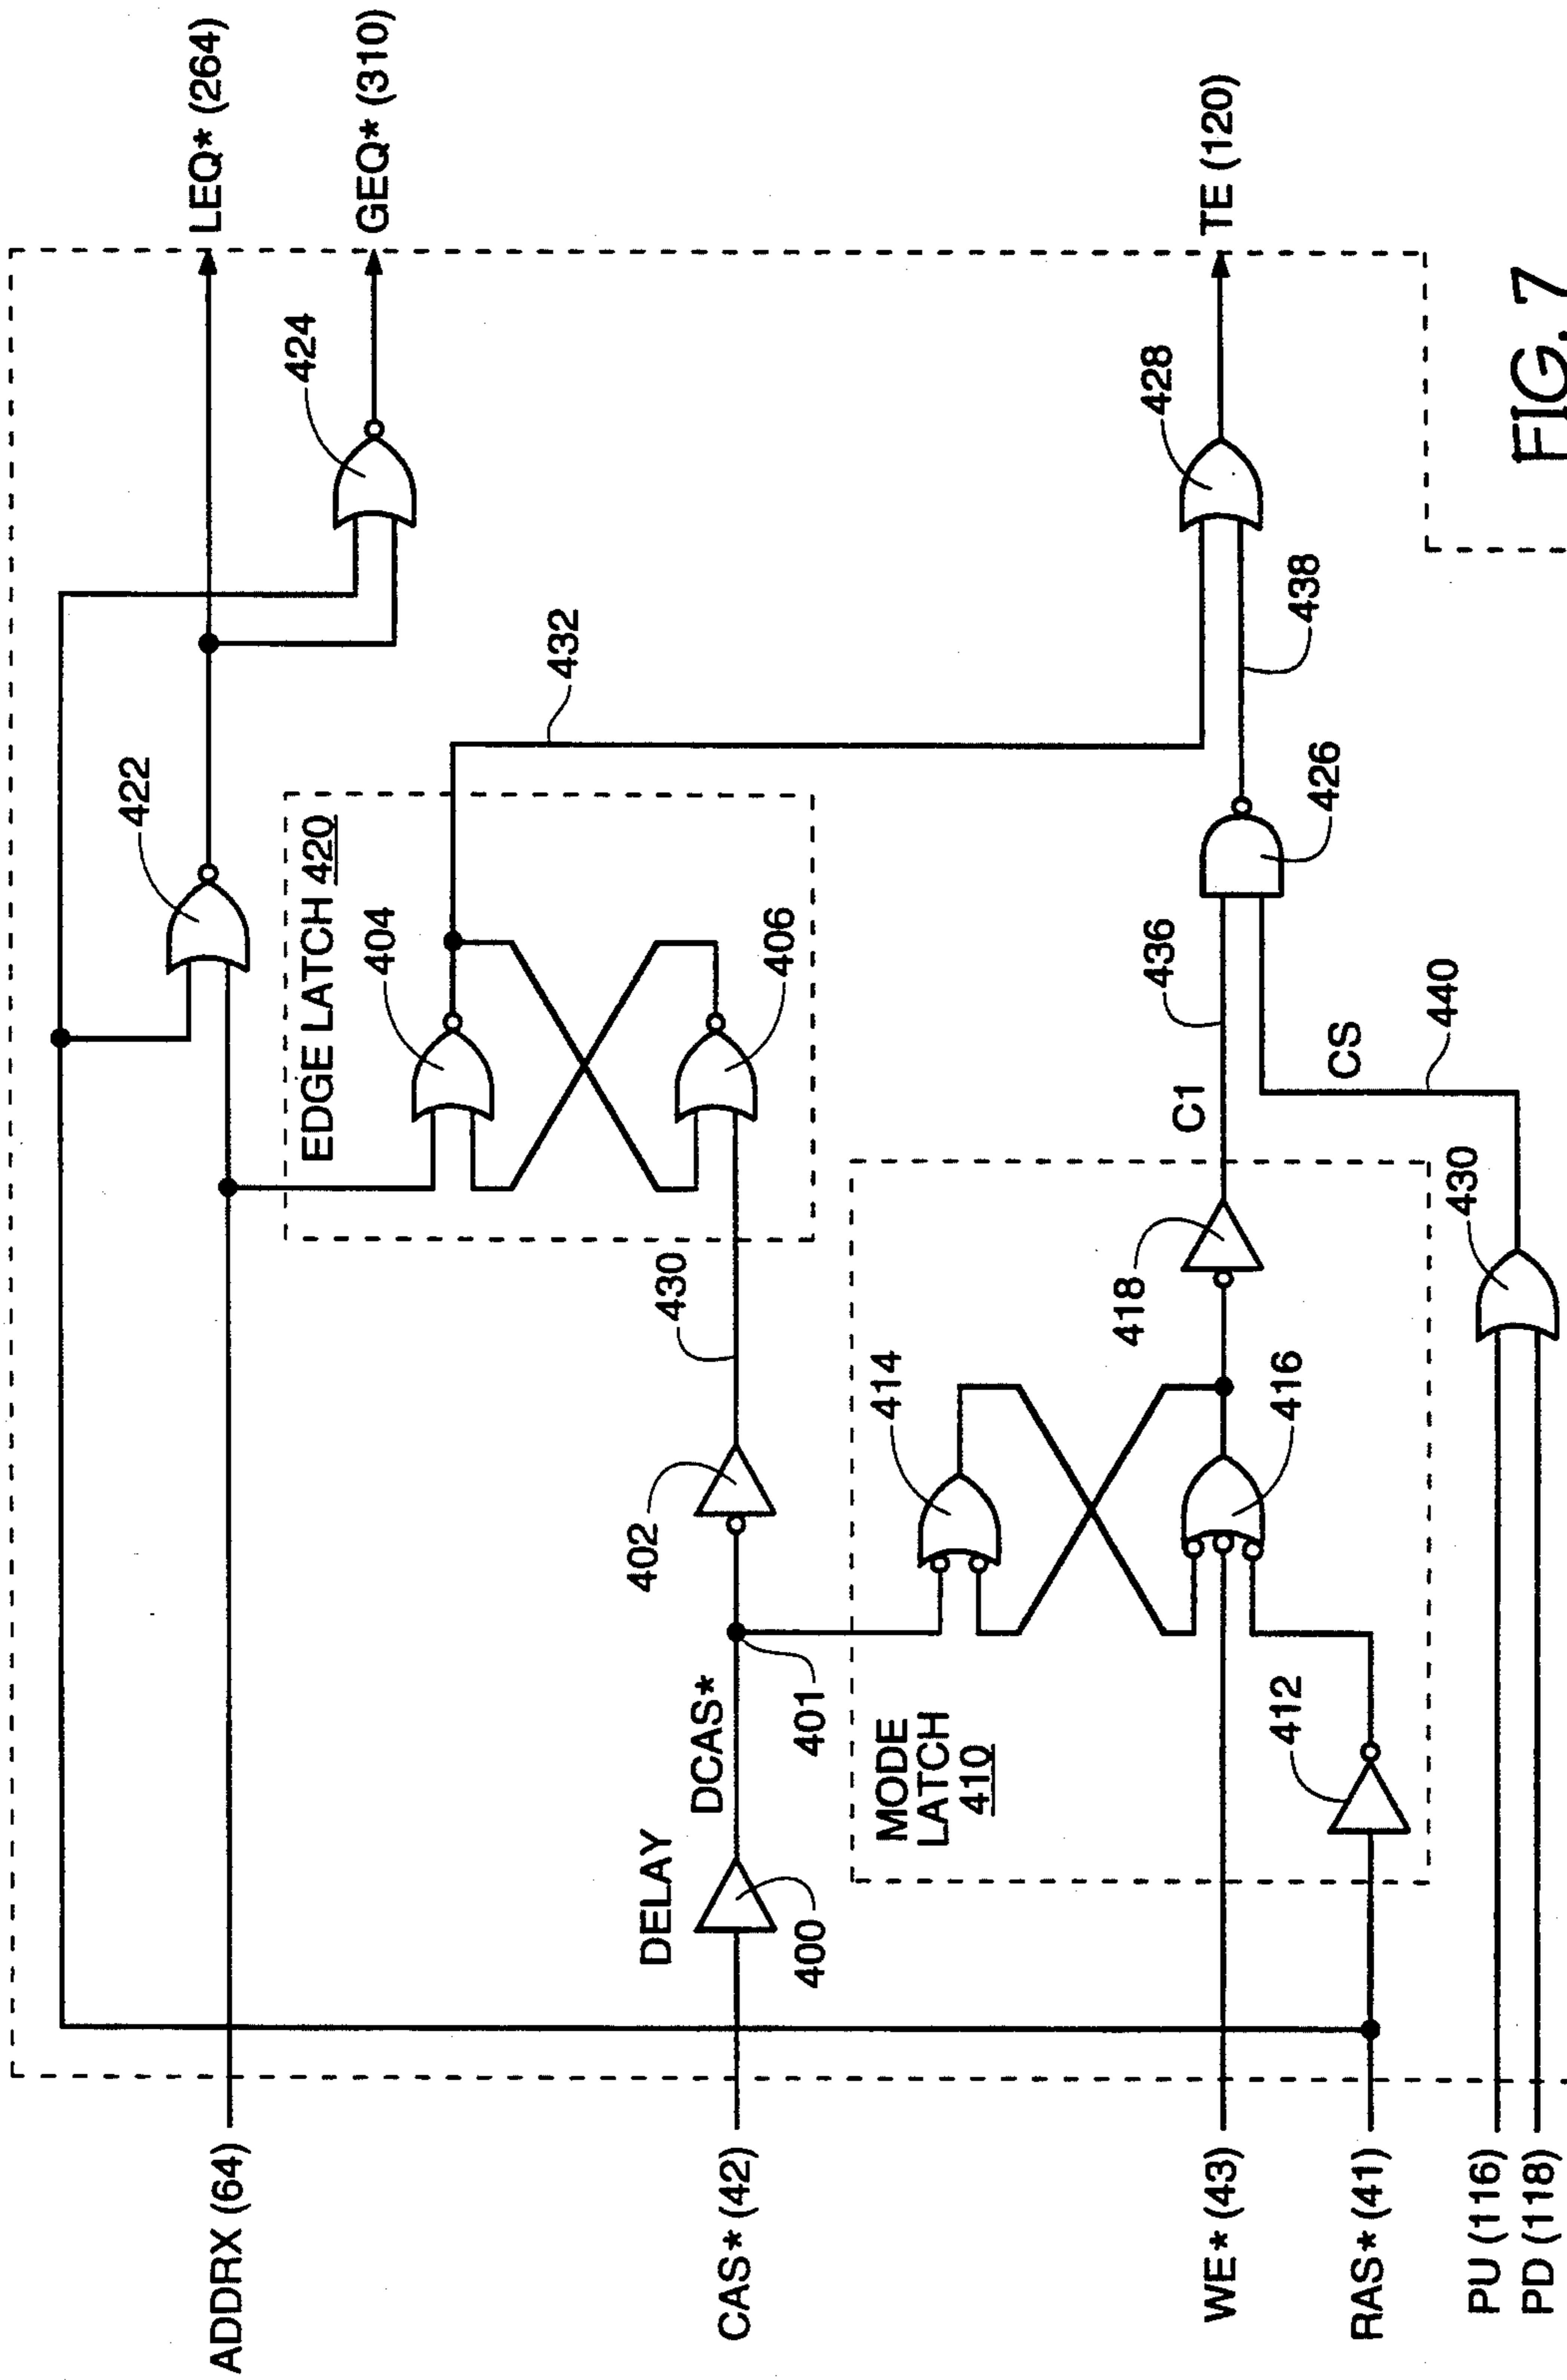 LEQ* (264)
GEQ* (310)
TE (120)
424
422
428
432
438
426
EDGE LATCH 420
404
406
436
C1
CS
440
430
418
430
414
416
402
DCAS*
401
DELAY
400
MODE
LATCH
410
412
ADDRX (64)
CAS* (42)
WE* (43)
RAS* (41)
PU (116)
PD (118)
FIG. 7